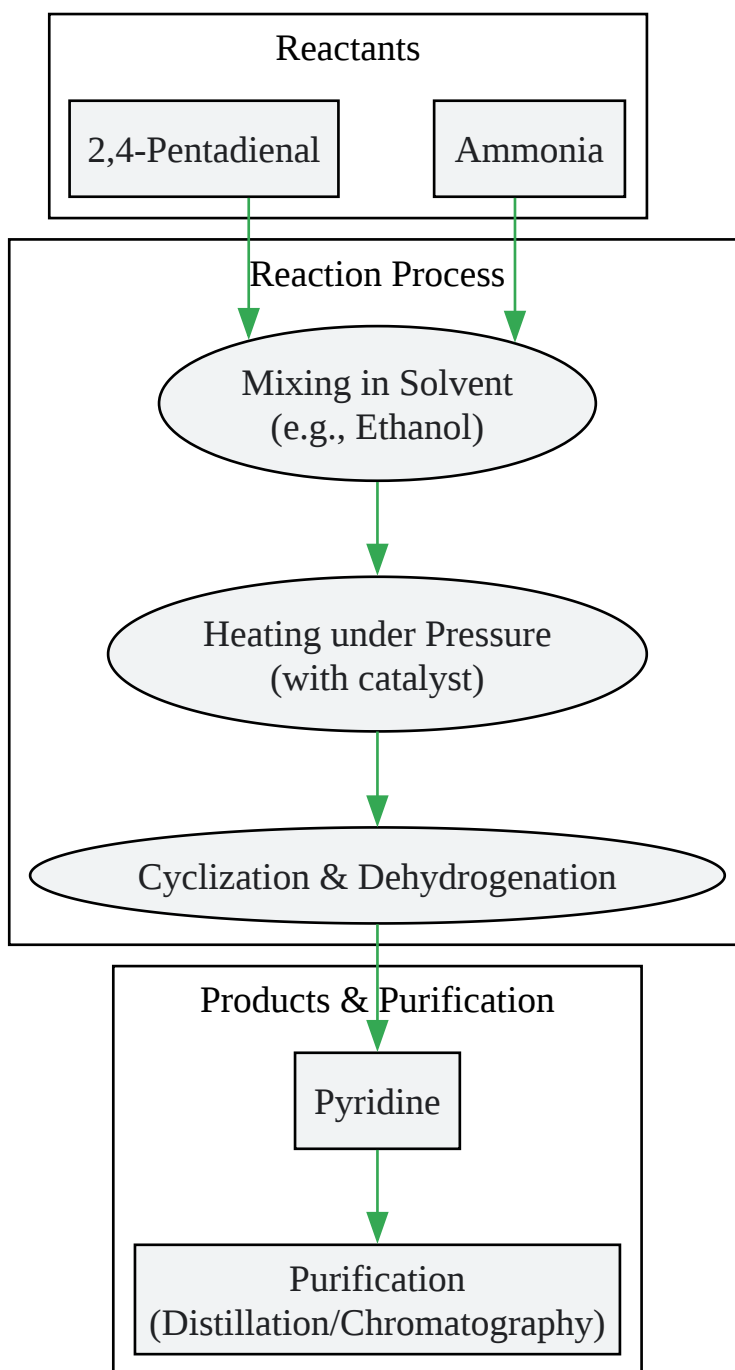 Reactants
2,4-Pentadienal
Ammonia
Reaction Process
Mixing in Solvent
(e.g., Ethanol)
Heating under Pressure
(with catalyst)
Cyclization & Dehydrogenation
Products & Purification
Pyridine
Purification
(Distillation/Chromatography)